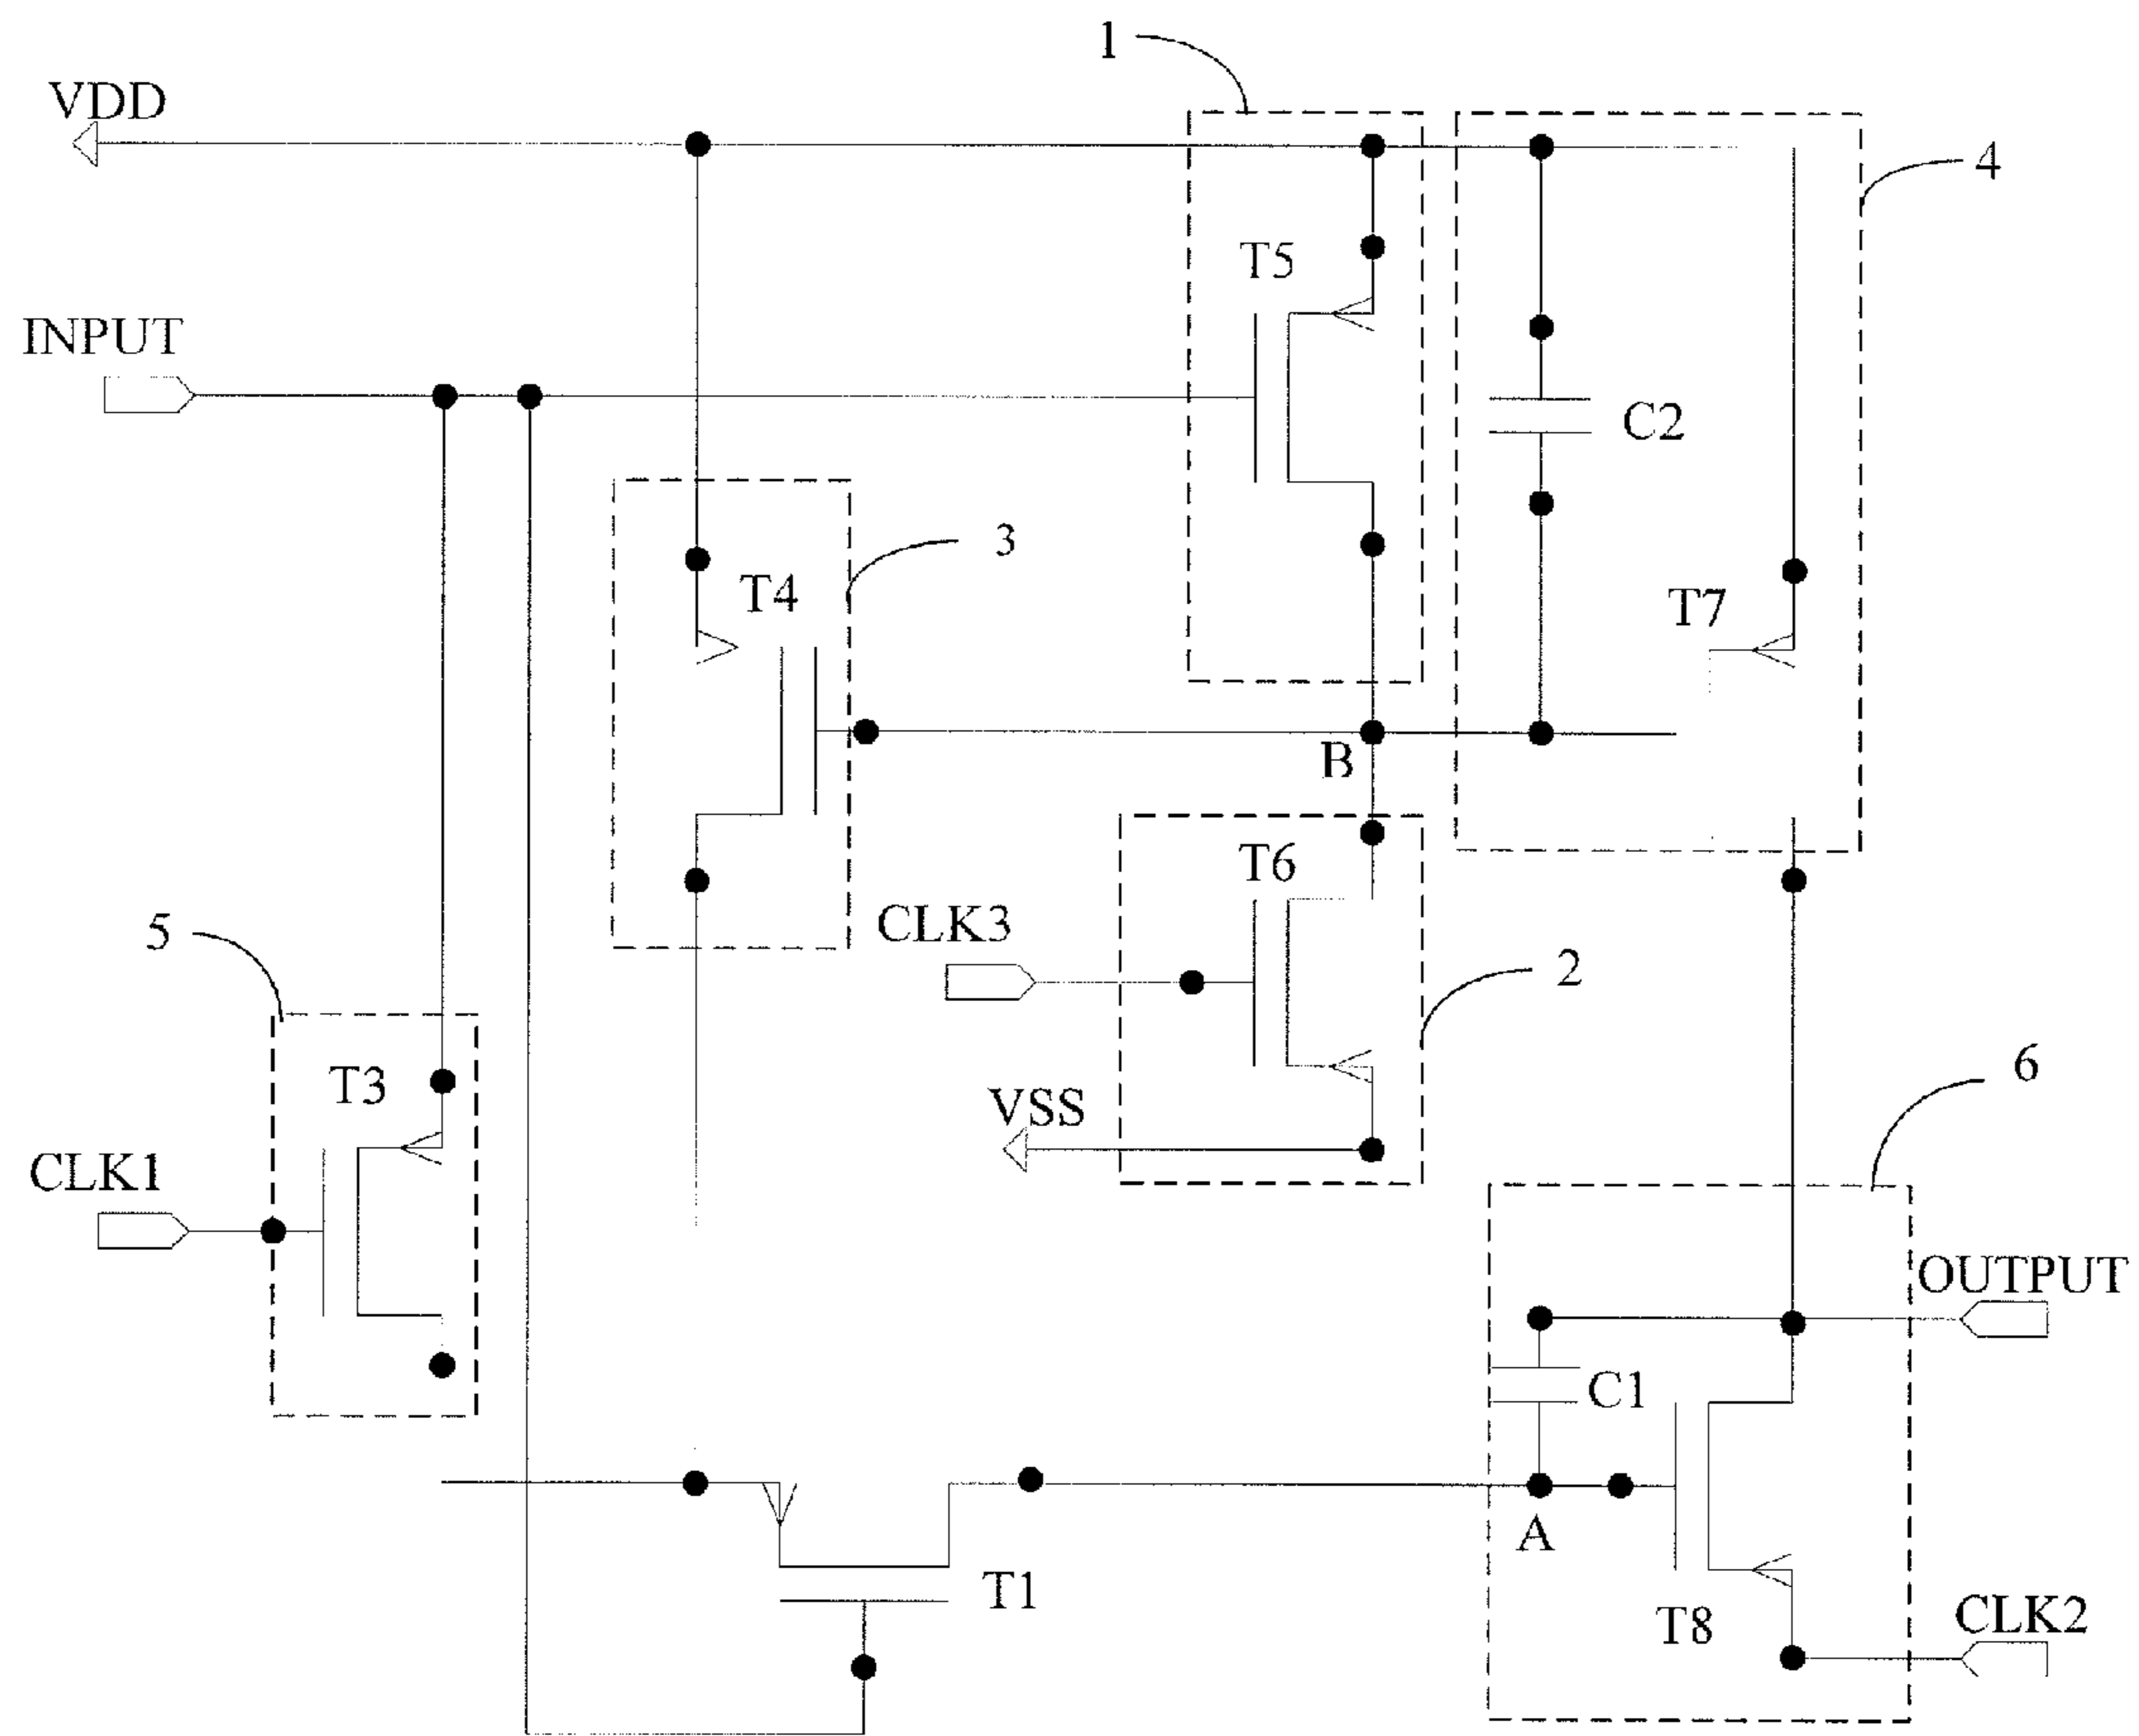 1
VDD
4
T5
INPUT
C2
3
T4
T7
B
T6
CLK3
5
2
6
T3
VSS
CLK1
OUTPUT
C1
A
T1
T8
CLK2